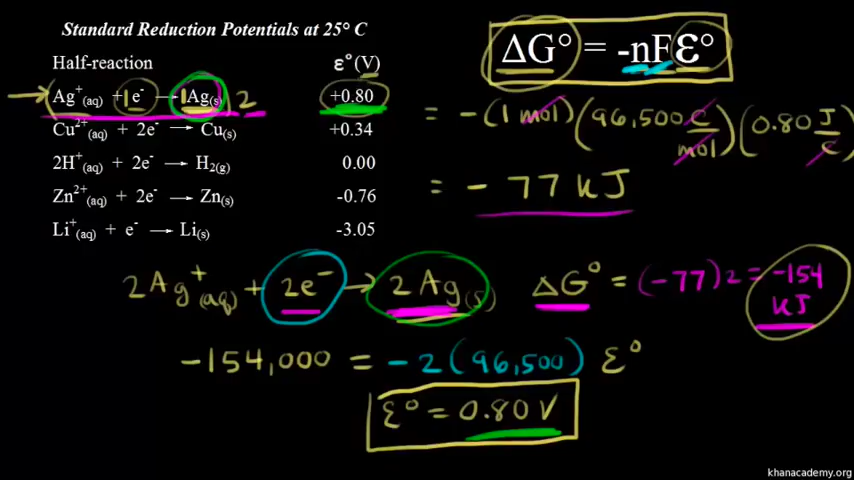 Standard Reduction Potentials at 25° C
ΔG° = -nFε°
Half-reaction ε° (V)
Ag⁺(aq) + 1e⁻ → 1Ag(s) 2 +0.80
= -(1 mol)(96,500 C/mol)(0.80 J/C)
Cu²⁺(aq) + 2e⁻ → Cu(s) +0.34
2H⁺(aq) + 2e⁻ → H₂(g) 0.00
= - 77 kJ
Zn²⁺(aq) + 2e⁻ → Zn(s) -0.76
Li⁺(aq) + e⁻ → Li(s) -3.05
2Ag⁺(aq) + 2e⁻ → 2Ag(s) ΔG° = (-77)2 = -154 kJ
-154,000 = -2(96,500) ε°
ε° = 0.80 V
khanacademy.org